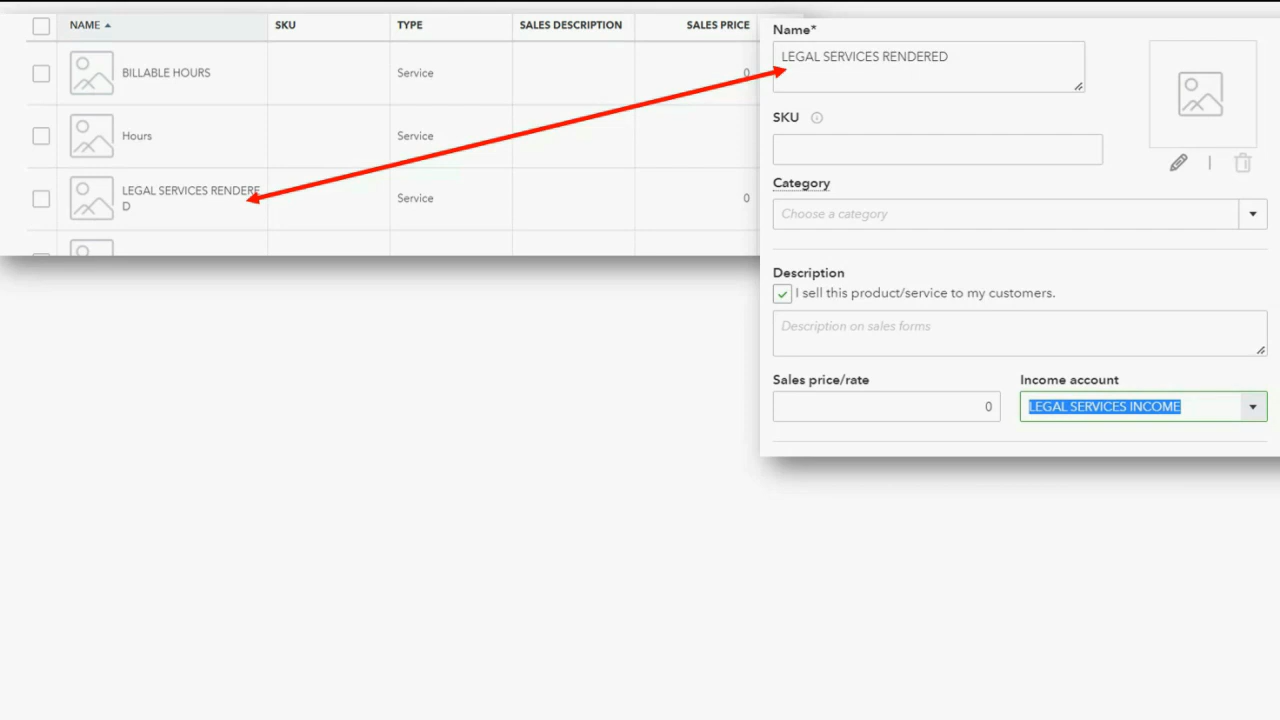 NAME SKU TYPE SALES DESCRIPTION SALES PRICE
BILLABLE HOURS Service 0
Hours Service
LEGAL SERVICES RENDERE
D
Service 0
Name*
LEGAL SERVICES RENDERED
SKU
Category
Choose a category
Description
I sell this product/service to my customers.
Description on sales forms
Sales price/rate Income account
0 LEGAL SERVICES INCOME